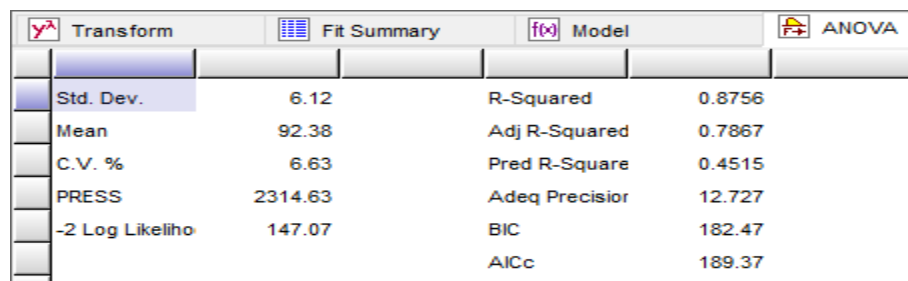 Transform Fit Summary f(x) Model ANOVA
Std. Dev. 6.12 R-Squared 0.8756
Mean 92.38 Adj R-Squared 0.7867
C.V. % 6.63 Pred R-Square 0.4515
PRESS 2314.63 Adeq Precisior 12.727
-2 Log Likeliho 147.07 BIC 182.47
AICc 189.37